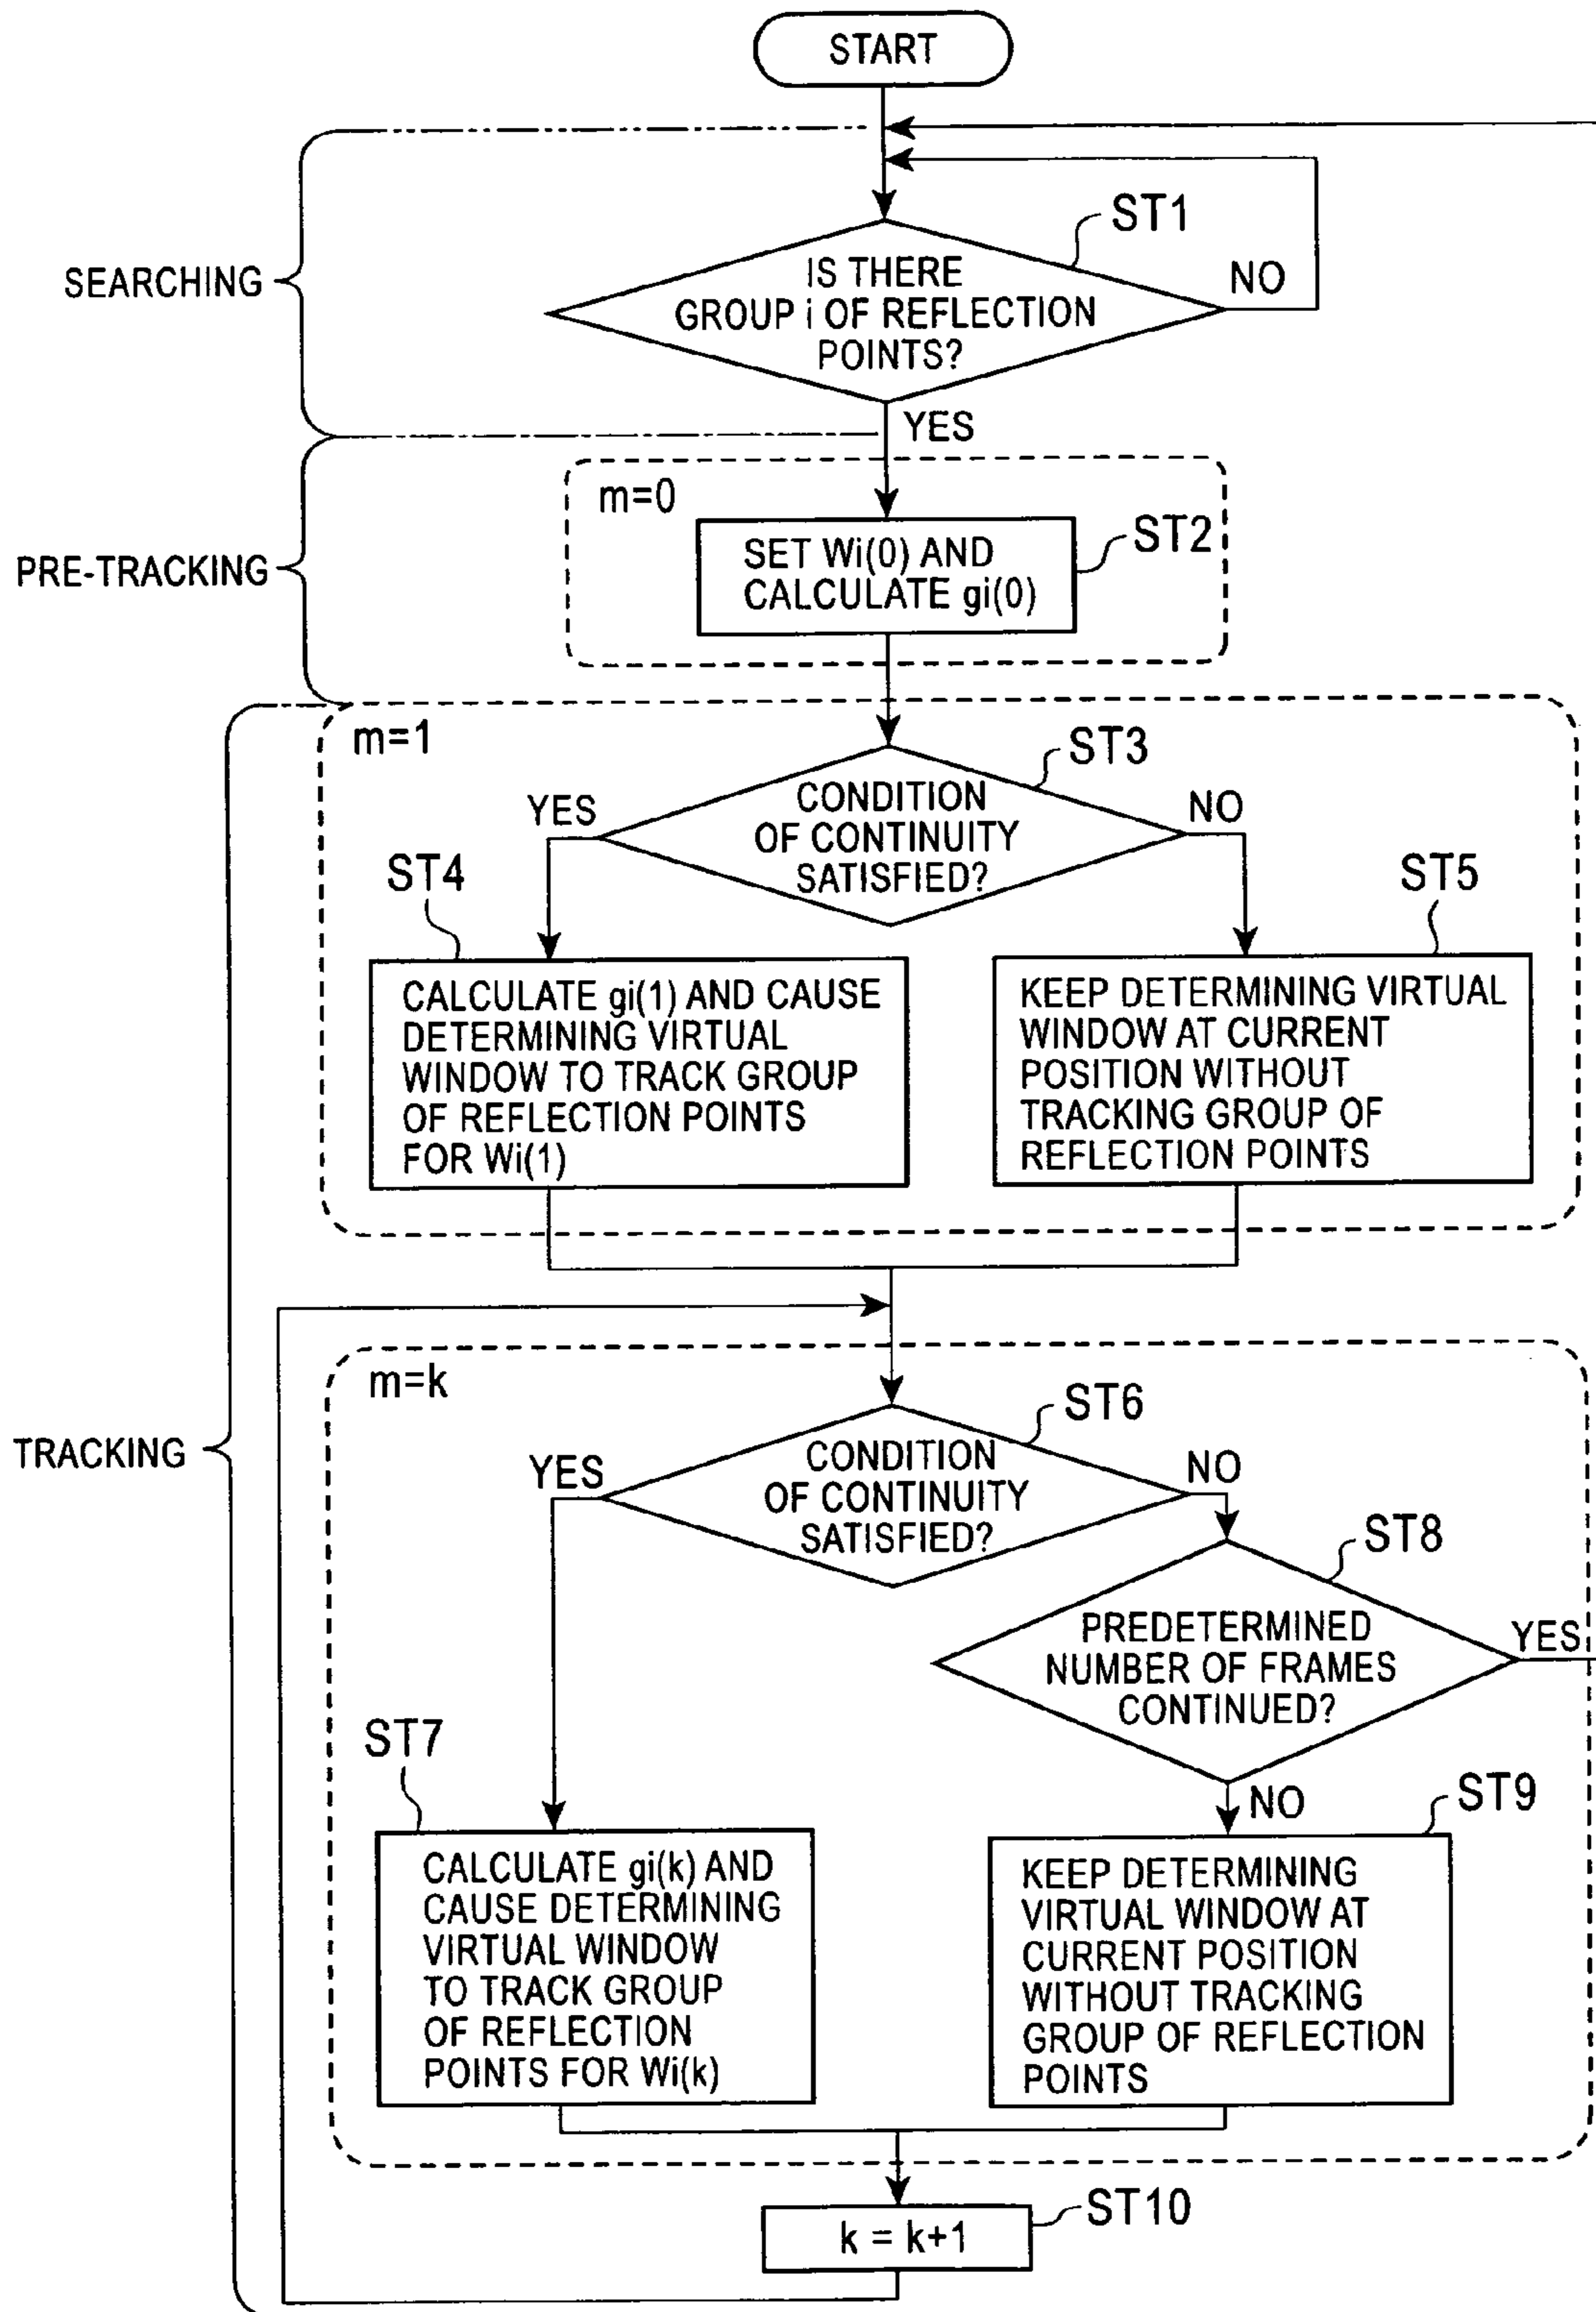 START
ST1
IS THERE
GROUP i OF REFLECTION
POINTS?
NO
SEARCHING
YES
m=0
ST2
SET Wi(0) AND
CALCULATE gi(0)
PRE-TRACKING
m=1
ST3
CONDITION
OF CONTINUITY
SATISFIED?
YES
NO
ST4
CALCULATE gi(1) AND CAUSE
DETERMINING VIRTUAL
WINDOW TO TRACK GROUP
OF REFLECTION POINTS
FOR Wi(1)
ST5
KEEP DETERMINING VIRTUAL
WINDOW AT CURRENT
POSITION WITHOUT
TRACKING GROUP OF
REFLECTION POINTS
m=k
ST6
CONDITION
OF CONTINUITY
SATISFIED?
YES
NO
TRACKING
ST8
PREDETERMINED
NUMBER OF FRAMES
CONTINUED?
YES
NO
ST7
CALCULATE gi(k) AND
CAUSE DETERMINING
VIRTUAL WINDOW
TO TRACK GROUP
OF REFLECTION
POINTS FOR Wi(k)
ST9
KEEP DETERMINING
VIRTUAL WINDOW AT
CURRENT POSITION
WITHOUT TRACKING
GROUP OF REFLECTION
POINTS
ST10
k = k+1